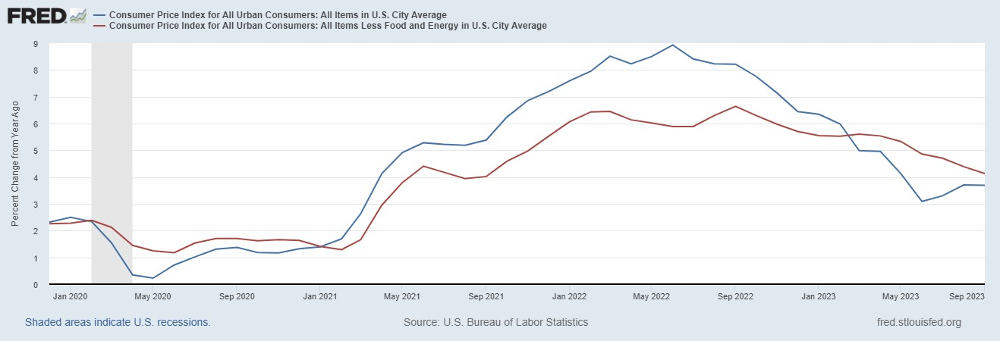 FRED
Consumer Price Index for All Urban Consumers: All Items in U.S. City Average
Consumer Price Index for All Urban Consumers: All Items Less Food and Energy in U.S. City Average
Percent Change from Year Ago
9
8
7
6
5
4
3
2
1
0
Jan 2020 May 2020 Sep 2020 Jan 2021 May 2021 Sep 2021 Jan 2022 May 2022 Sep 2022 Jan 2023 May 2023 Sep 2023
Shaded areas indicate U.S. recessions. Source: U.S. Bureau of Labor Statistics fred.stlouisfed.org